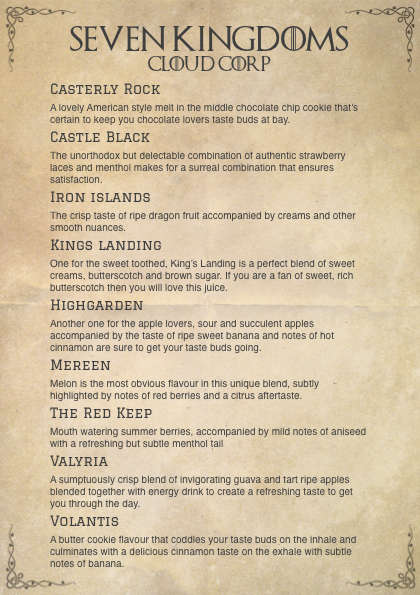 SEVEN KINGDOMS
CLOUD CORP
Casterly Rock
A lovely American style melt in the middle chocolate chip cookie that's
certain to keep you chocolate lovers taste buds at bay.
Castle Black
The unorthodox but delectable combination of authentic strawberry
laces and menthol makes for a surreal combination that ensures
satisfaction.
Iron islands
The crisp taste of ripe dragon fruit accompanied by creams and other
smooth nuances.
Kings landing
One for the sweet toothed, King's Landing is a perfect blend of sweet
creams, butterscotch and brown sugar. If you are a fan of sweet, rich
butterscotch then you will love this juice.
Highgarden
Another one for the apple lovers, sour and succulent apples
accompanied by the taste of ripe sweet banana and notes of hot
cinnamon are sure to get your taste buds going.
Mereen
Melon is the most obvious flavour in this unique blend, subtly
highlighted by notes of red berries and a citrus aftertaste.
The Red Keep
Mouth watering summer berries, accompanied by mild notes of aniseed
with a refreshing but subtle menthol tail
Valyria
A sumptuously crisp blend of invigorating guava and tart ripe apples
blended together with energy drink to create a refreshing taste to get
you through the day.
Volantis
A butter cookie flavour that coddles your taste buds on the inhale and
culminates with a delicious cinnamon taste on the exhale with subtle
notes of banana.